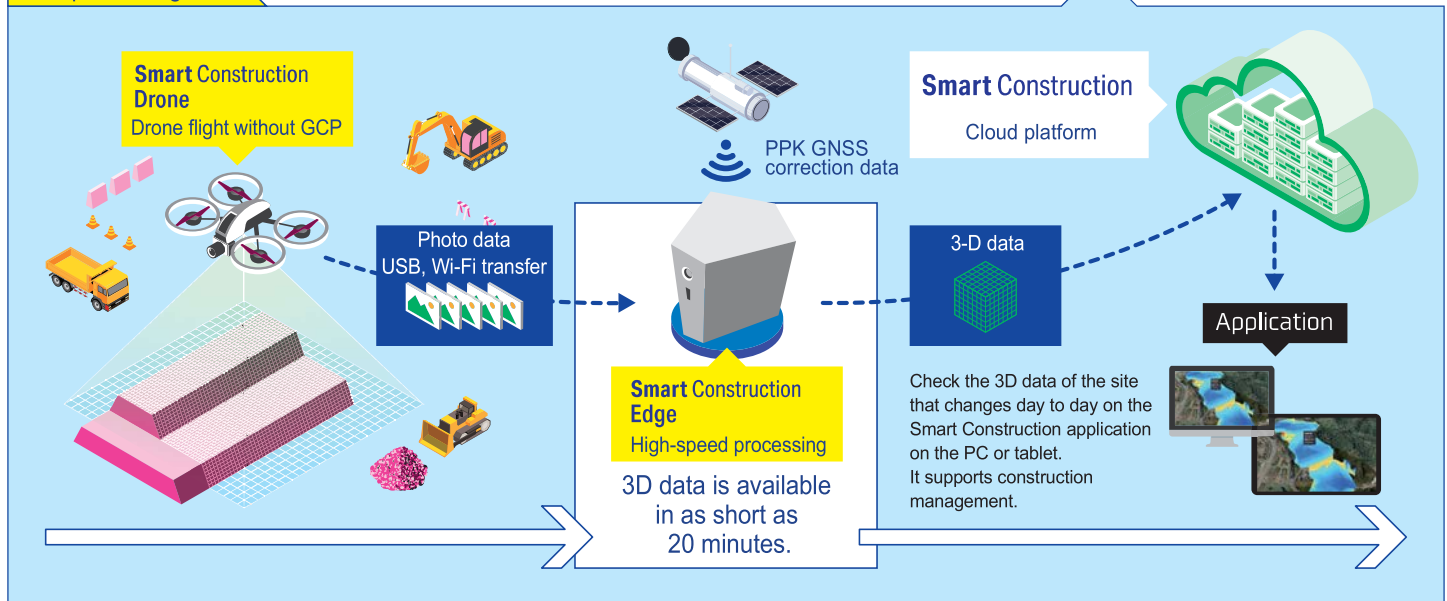 Smart Construction
Drone
Drone flight without GCP
Photo data
USB, Wi-Fi transfer
PPK GNSS
correction data
Smart Construction
Edge
High-speed processing
3D data is available
in as short as
20 minutes.
3-D data
Smart Construction
Cloud platform
Application
Check the 3D data of the site
that changes day to day on the
Smart Construction application
on the PC or tablet.
It supports construction
management.